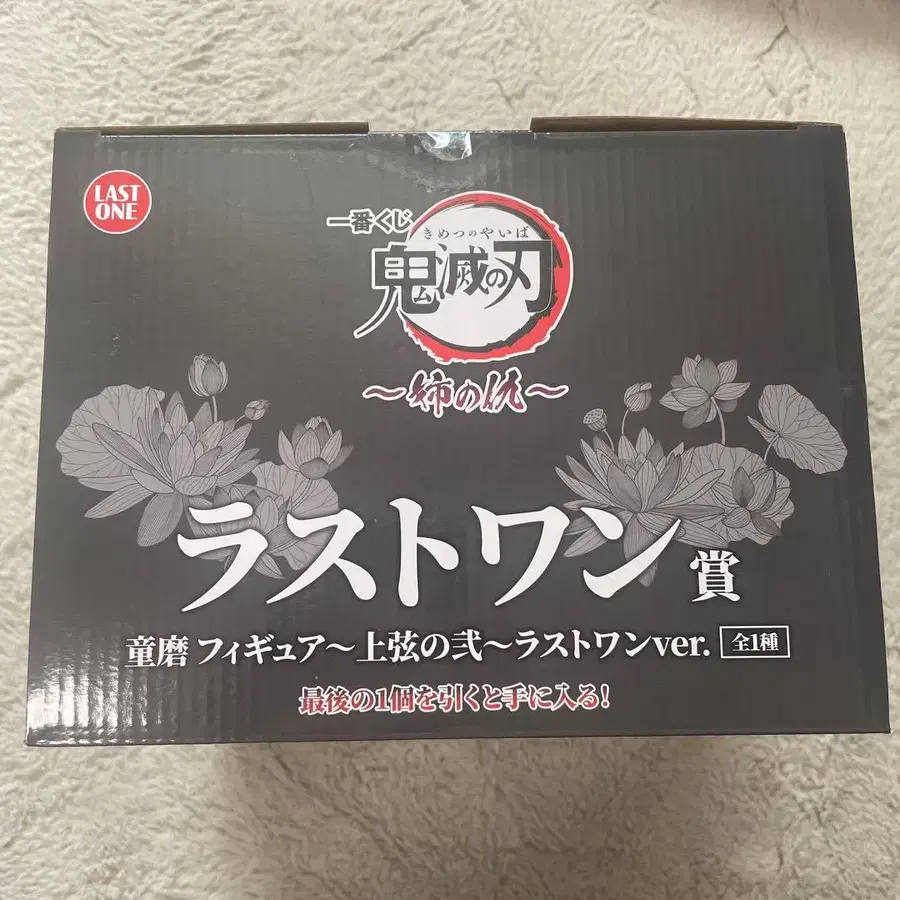 LAST
ONE
一番くじ
きめつのやいば
鬼滅の刃
～姉の仇～
ラストワン賞
童磨 フィギュア～上弦の弐～ラストワンver. 全1種
最後の1個を引くと手に入る!